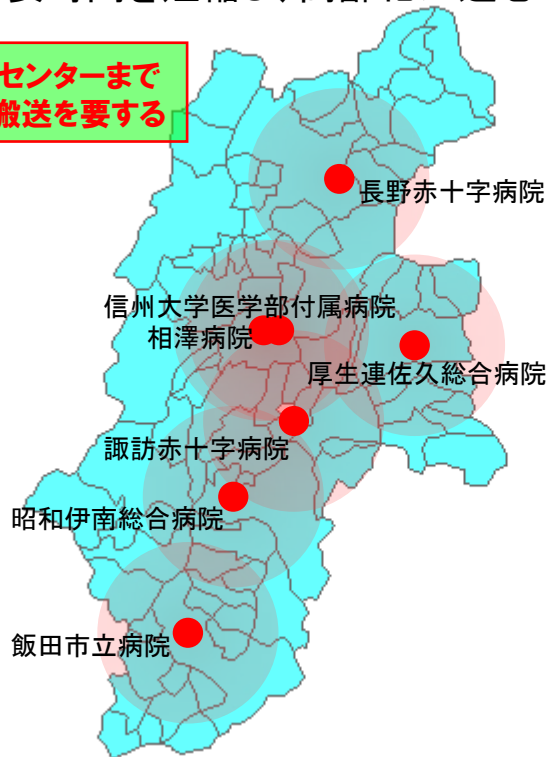 センターまで
搬送を要する
長野赤十字病院
信州大学医学部付属病院
相澤病院
厚生連佐久総合病院
諏訪赤十字病院
昭和伊南総合病院
飯田市立病院